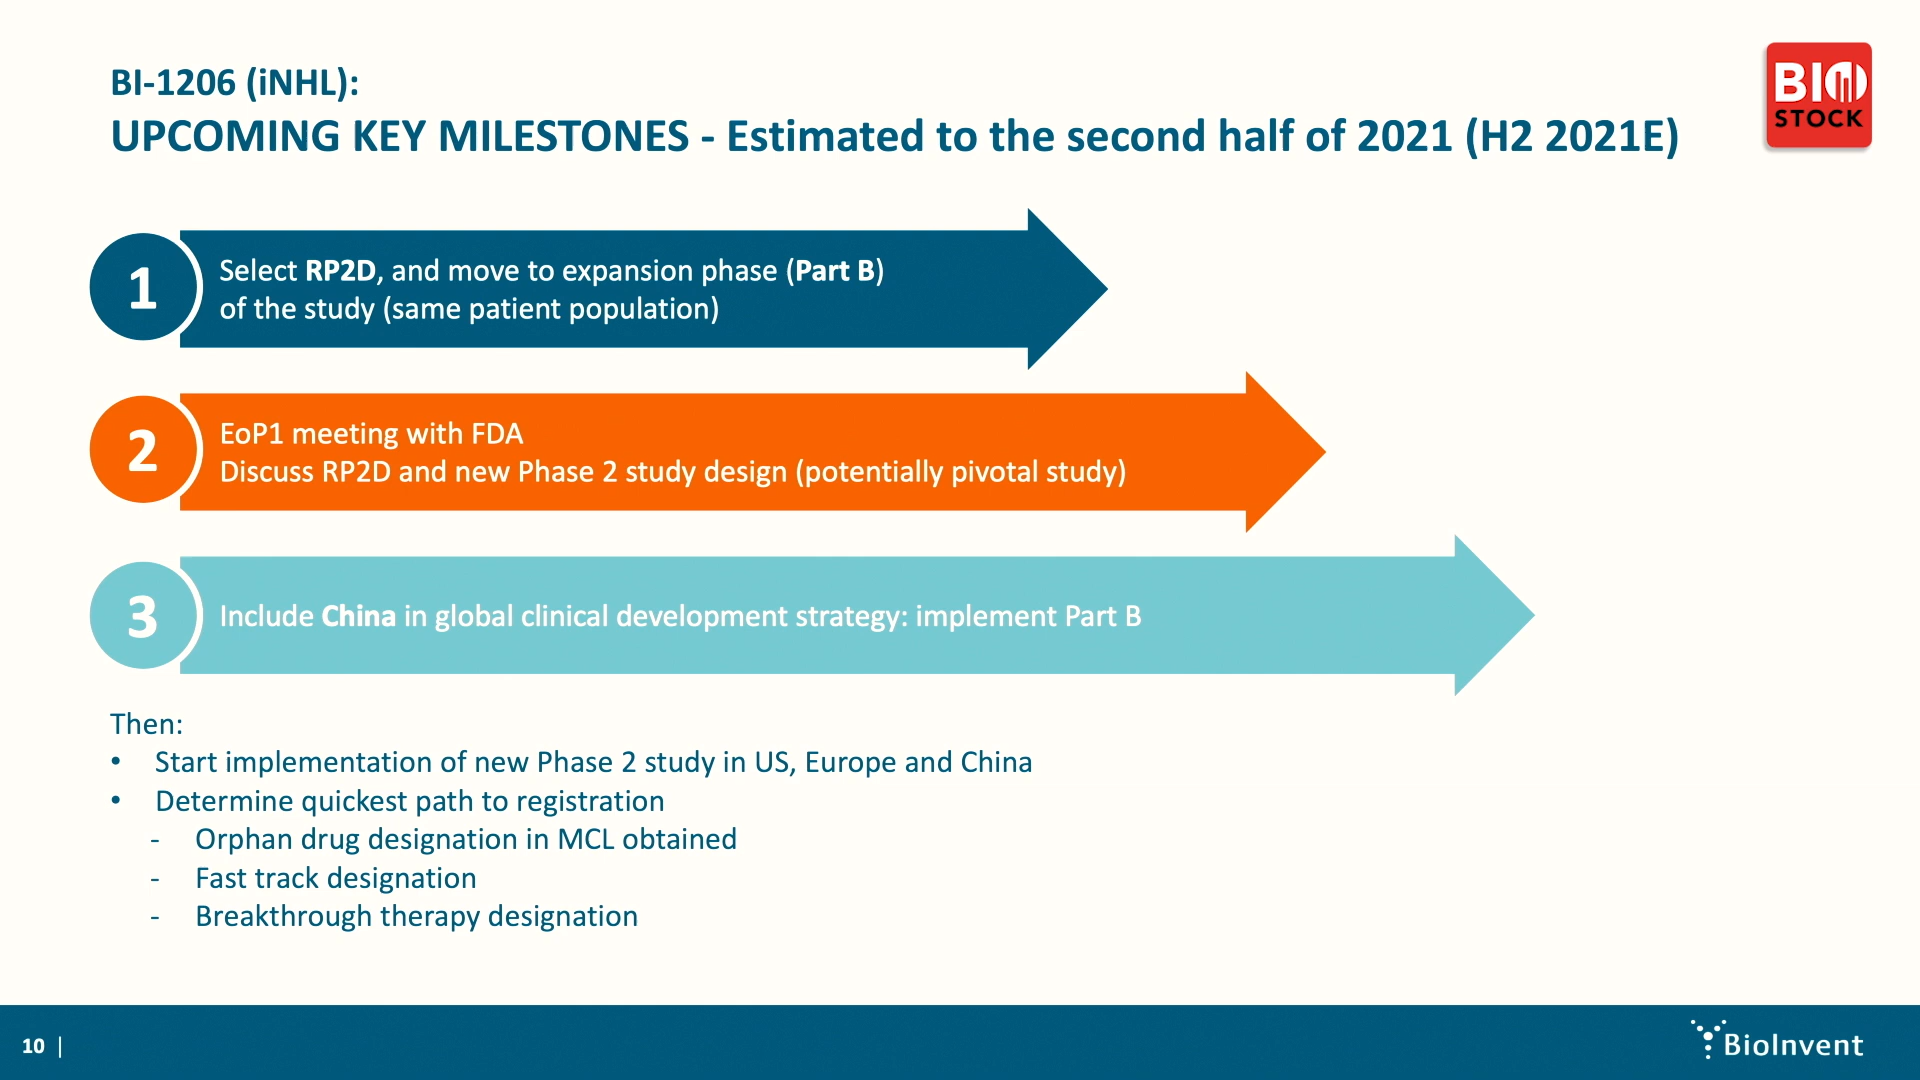 BI-1206 (iNHL):
UPCOMING KEY MILESTONES - Estimated to the second half of 2021 (H2 2021E)
BIO
STOCK
1
Select RP2D, and move to expansion phase (Part B)
of the study (same patient population)
2
EoP1 meeting with FDA
Discuss RP2D and new Phase 2 study design (potentially pivotal study)
3
Include China in global clinical development strategy: implement Part B
Then:
• Start implementation of new Phase 2 study in US, Europe and China
• Determine quickest path to registration
- Orphan drug designation in MCL obtained
- Fast track designation
- Breakthrough therapy designation
10 |
BioInvent